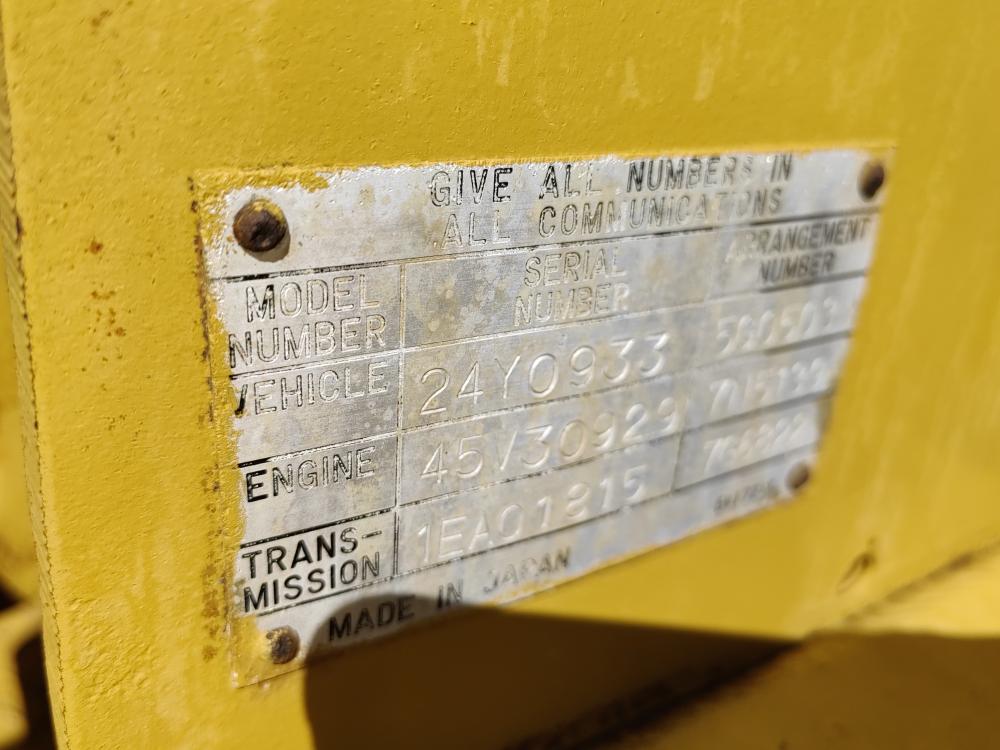 GIVE ALL NUMBERS IN
ALL COMMUNICATIONS
MODEL NUMBER
SERIAL NUMBER
ARRANGEMENT NUMBER
VEHICLE 24Y0933 5G0503
ENGINE 45V30929
TRANS-
MISSION 1EA01815
MADE IN JAPAN